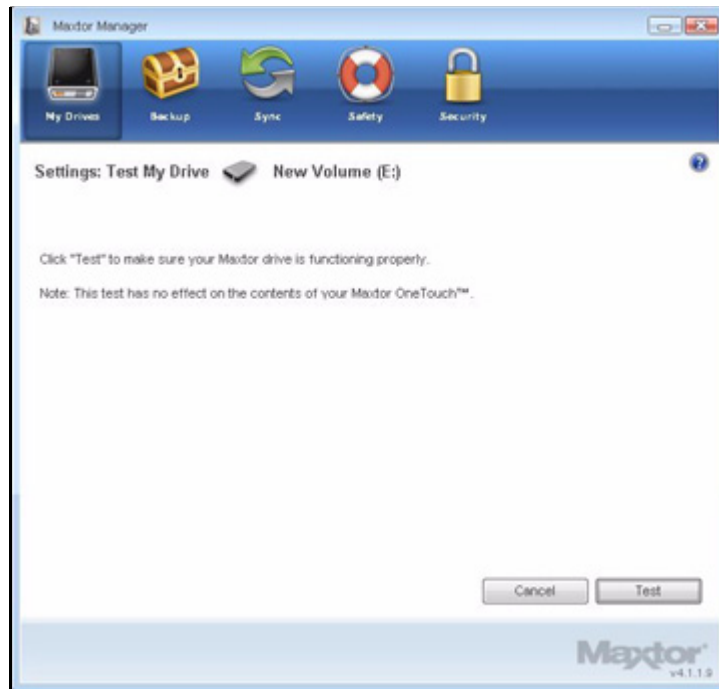 Maxtor Manager
My Drives Backup Sync Safety Security
Settings: Test My Drive New Volume (E:)
Click "Test" to make sure your Maxtor drive is functioning properly.
Note: This test has no effect on the contents of your Maxtor OneTouch™.
Cancel Test
Maxtor
v4.1.1.9